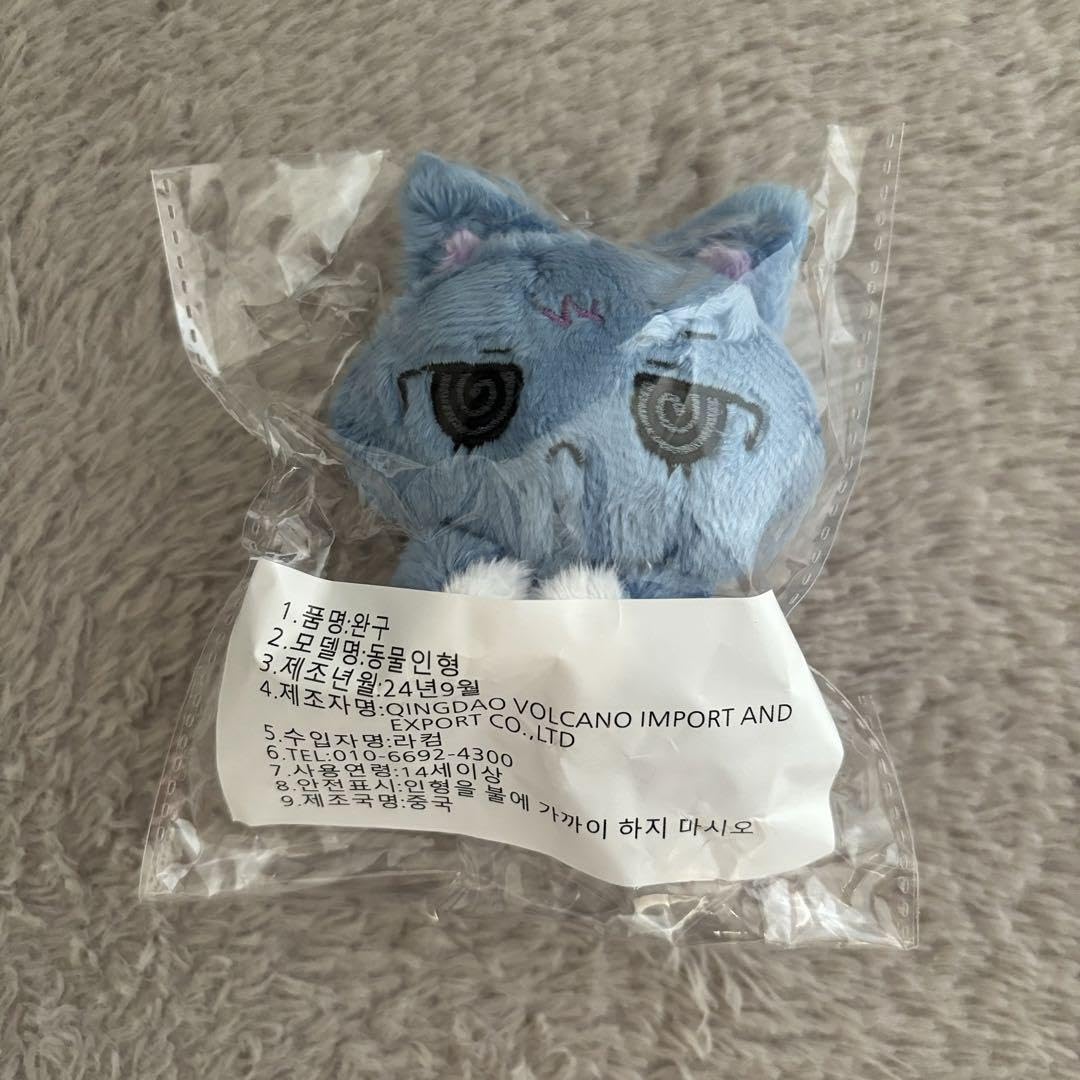 1.품명:완구
2.모델명:동물인형
3.제조년월:24년9월
4.제조자명:QINGDAO VOLCANO IMPORT AND
EXPORT CO.,LTD
5.수입자명:라컴
6.TEL:010-6692-4300
7.사용연령:14세이상
8.안전표시:인형을 불에 가까이 하지 마시오
9.제조국명:중국